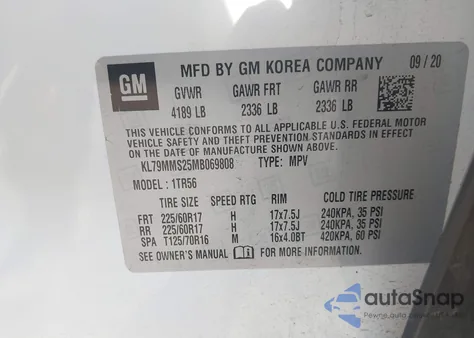 GM
MFD BY GM KOREA COMPANY 09/20
GVWR GAWR FRT GAWR RR
4189 LB 2336 LB 2336 LB
THIS VEHICLE CONFORMS TO ALL APPLICABLE U.S. FEDERAL MOTOR
VEHICLE SAFETY, BUMPER, AND THEFT PREVENTION STANDARDS IN
EFFECT ON THE DATE OF MANUFACTURE SHOWN ABOVE.
KL79MMS25MB069808 TYPE: MPV
MODEL: 1TR56
TIRE SIZE SPEED RTG RIM COLD TIRE PRESSURE
FRT 225/60R17 H 17x7.5J 240KPA, 35 PSI
RR 225/60R17 H 17x7.5J 240KPA, 35 PSI
SPA T125/70R16 M 16x4.0BT 420KPA, 60 PSI
SEE OWNER'S MANUAL FOR MORE INFORMATION
autoSnap